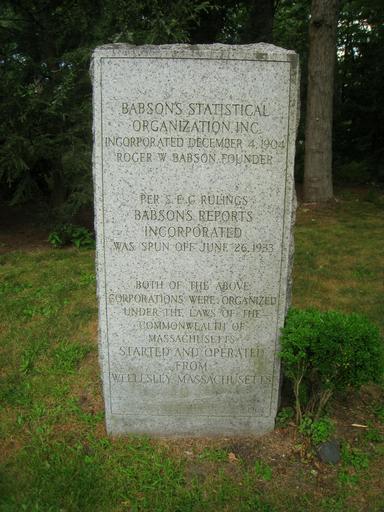 BABSON'S STATISTICAL
ORGANIZATION, INC.
INCORPORATED DECEMBER 4, 1904
ROGER W BABSON FOUNDER
PER S.E.C RULINGS
BABSON'S REPORTS
INCORPORATED
WAS SPUN OFF JUNE 26, 1933
BOTH OF THE ABOVE
CORPORATIONS WERE ORGANIZED
UNDER THE LAWS OF THE
COMMONWEALTH OF
MASSACHUSETTS
STARTED AND OPERATED
FROM
WELLESLEY MASSACHUSETTS